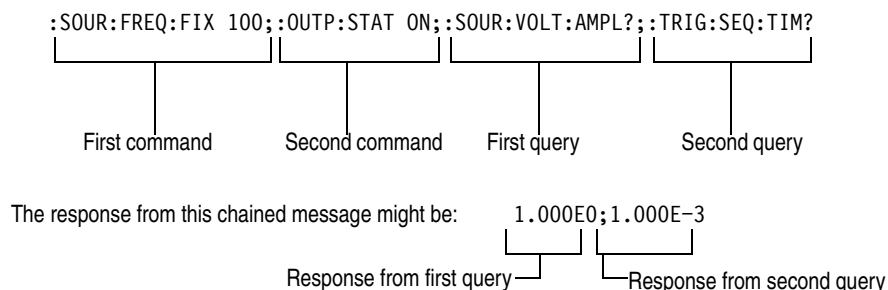 :SOUR:FREQ:FIX 100;:OUTP:STAT ON;:SOUR:VOLT:AMPL?;:TRIG:SEQ:TIM?
First command Second command First query Second query
The response from this chained message might be: 1.000E0;1.000E-3
Response from first query Response from second query